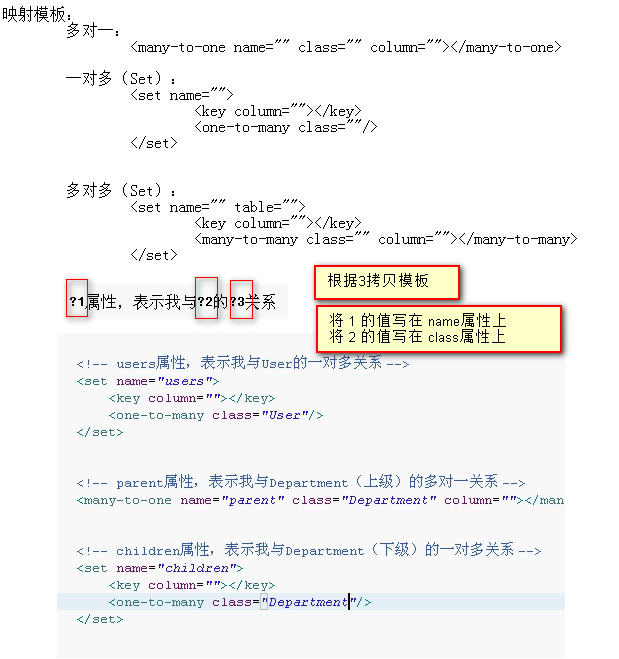 映射模板:
多对一:
<many-to-one name="" class="" column=""></many-to-one>
一对多（Set）:
<set name="">
<key column=""></key>
<one-to-many class=""/>
</set>
多对多（Set）:
<set name="" table="">
<key column=""></key>
<many-to-many class="" column=""></many-to-many>
</set>
根据3拷贝模板
?1属性，表示我与?2的?3关系
将 1 的值写在 name属性上
将 2 的值写在 class属性上
<!-- users属性，表示我与User的一对多关系 -->
<set name="users">
<key column=""></key>
<one-to-many class="User"/>
</set>
<!-- parent属性，表示我与Department（上级）的多对一关系 -->
<many-to-one name="parent" class="Department" column=""></man
<!-- children属性，表示我与Department（下级）的一对多关系 -->
<set name="children">
<key column=""></key>
<one-to-many class="Department"/>
</set>